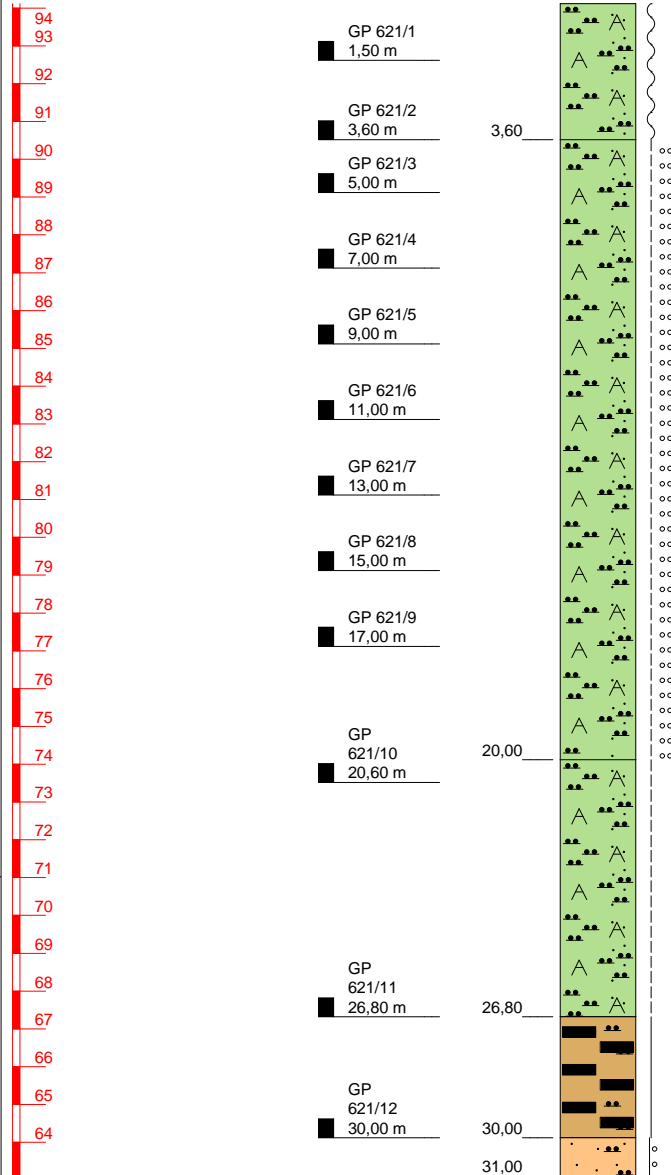 94
93
GP 621/1
1,50 m
92
91
GP 621/2
3,60 m
3,60
90
GP 621/3
5,00 m
89
88
GP 621/4
7,00 m
87
86
GP 621/5
9,00 m
85
84
GP 621/6
11,00 m
83
82
GP 621/7
13,00 m
81
80
GP 621/8
15,00 m
79
78
GP 621/9
17,00 m
77
76
75
GP
621/10
20,60 m
20,00
74
73
72
71
70
69
GP
621/11
26,80 m
26,80
68
67
66
65
GP
621/12
30,00 m
30,00
64
31,00